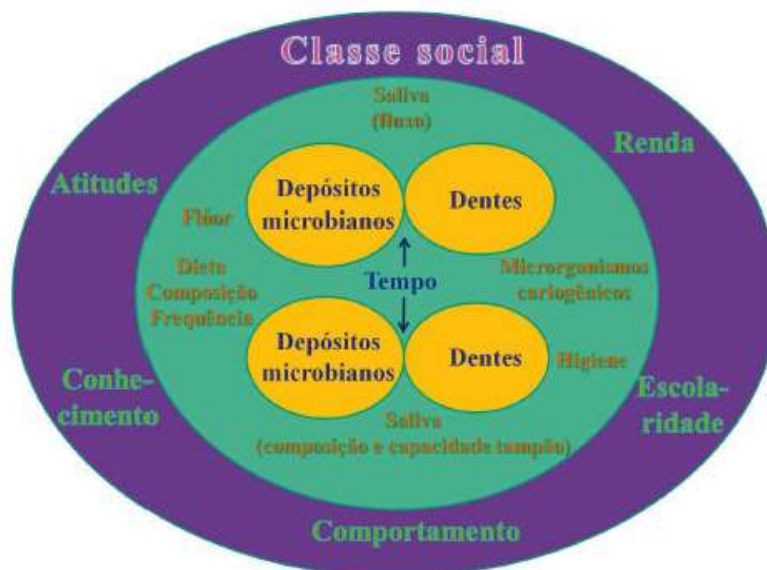 Classe social
Saliva
(fluxo)
Renda
Atitudes
Depósitos
microbianos
Dentes
Flúor
Dieta
Composição
Frequência
Tempo
Microrganismos
cariogênicos
Depósitos
microbianos
Dentes
Higiene
Conhe-
cimento
Escola-
ridade
Saliva
(composição e capacidade tampão)
Comportamento